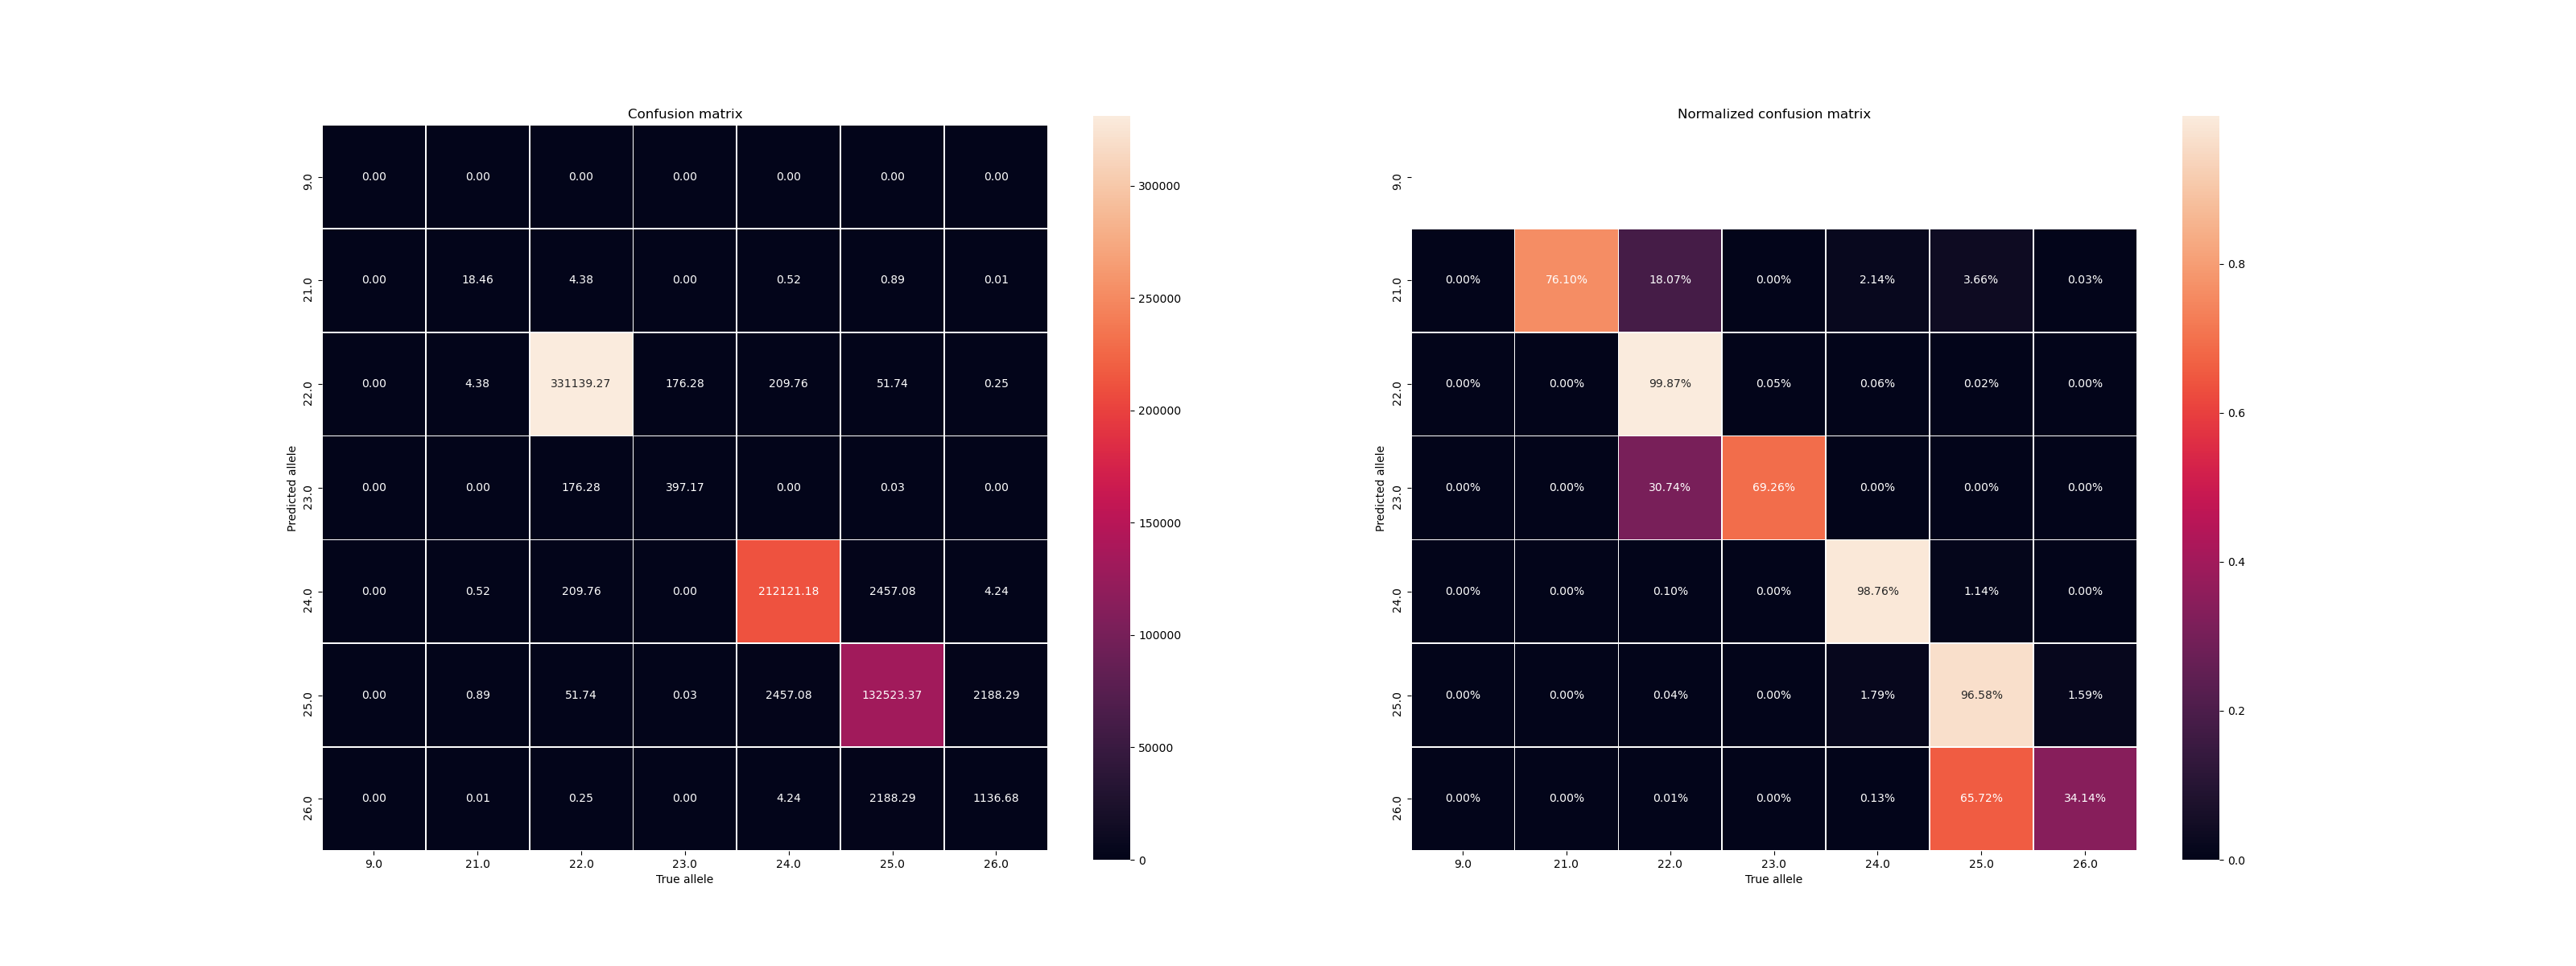 Confusion matrix
9.0 0.00 0.00 0.00 0.00 0.00 0.00 0.00
21.0 0.00 18.46 4.38 0.00 0.52 0.89 0.01
22.0 0.00 4.38 331139.27 176.28 209.76 51.74 0.25
23.0 0.00 0.00 176.28 397.17 0.00 0.03 0.00
24.0 0.00 0.52 209.76 0.00 212121.18 2457.08 4.24
25.0 0.00 0.89 51.74 0.03 2457.08 132523.37 2188.29
26.0 0.00 0.01 0.25 0.00 4.24 2188.29 1136.68
9.0 21.0 22.0 23.0 24.0 25.0 26.0
True allele
Predicted allele
300000
250000
200000
150000
100000
50000
0
Normalized confusion matrix
9.0
21.0 0.00% 76.10% 18.07% 0.00% 2.14% 3.66% 0.03%
22.0 0.00% 0.00% 99.87% 0.05% 0.06% 0.02% 0.00%
23.0 0.00% 0.00% 30.74% 69.26% 0.00% 0.00% 0.00%
24.0 0.00% 0.00% 0.10% 0.00% 98.76% 1.14% 0.00%
25.0 0.00% 0.00% 0.04% 0.00% 1.79% 96.58% 1.59%
26.0 0.00% 0.00% 0.01% 0.00% 0.13% 65.72% 34.14%
9.0 21.0 22.0 23.0 24.0 25.0 26.0
True allele
Predicted allele
0.8
0.6
0.4
0.2
0.0